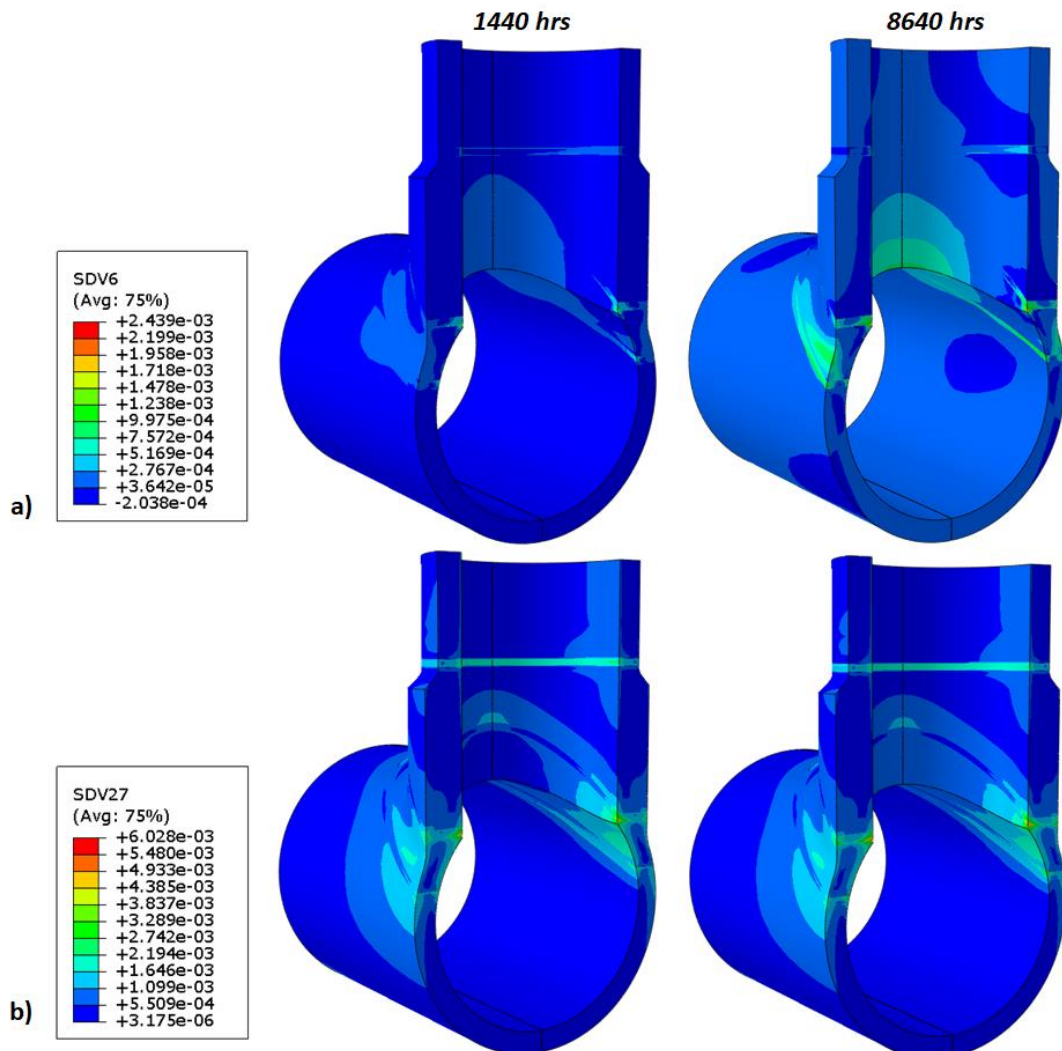 1440 hrs
8640 hrs
SDV6
(Avg: 75%)
+2.439e-03
+2.199e-03
+1.958e-03
+1.718e-03
+1.478e-03
+1.238e-03
+9.975e-04
+7.572e-04
+5.169e-04
+2.767e-04
+3.642e-05
-2.038e-04
a)
SDV27
(Avg: 75%)
+6.028e-03
+5.480e-03
+4.933e-03
+4.385e-03
+3.837e-03
+3.289e-03
+2.742e-03
+2.194e-03
+1.646e-03
+1.099e-03
+5.509e-04
+3.175e-06
b)